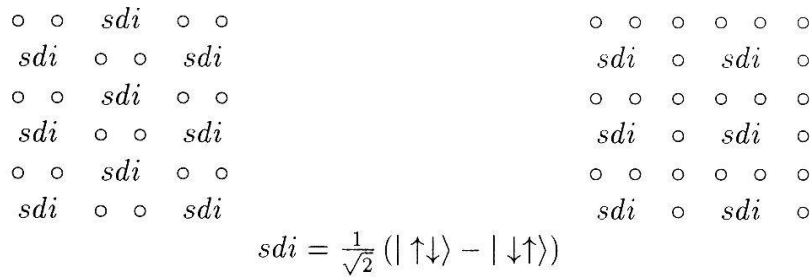 ○ ○ sdi ○ ○ ○ ○ ○ ○ ○ ○
sdi ○ ○ sdi sdi ○ sdi ○
○ ○ sdi ○ ○ ○ ○ ○ ○ ○ ○
sdi ○ ○ sdi sdi ○ sdi ○
○ ○ sdi ○ ○ ○ ○ ○ ○ ○ ○
sdi ○ ○ sdi sdi ○ sdi ○
sdi = 1/√2 (| ↑↓⟩ − | ↓↑⟩)